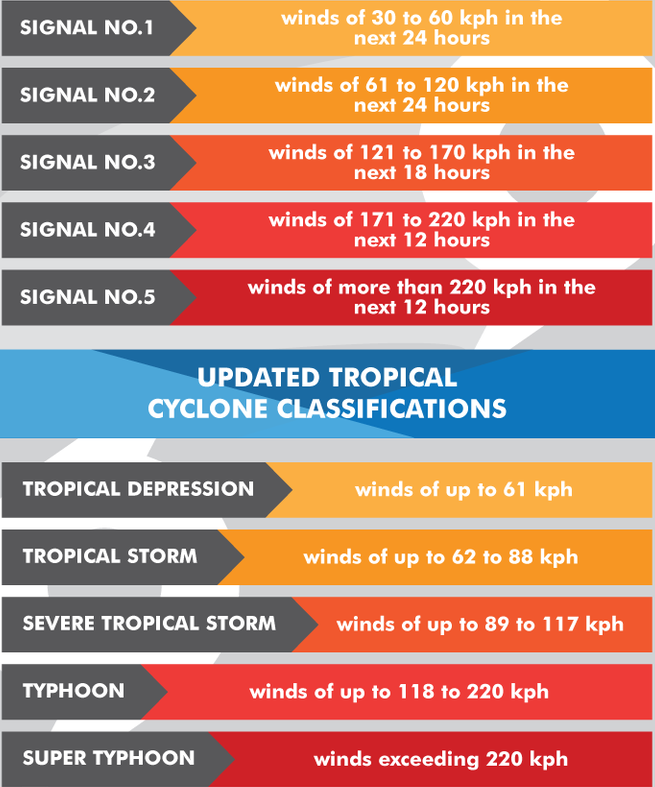 SIGNAL NO.1
winds of 30 to 60 kph in the
next 24 hours
SIGNAL NO.2
winds of 61 to 120 kph in the
next 24 hours
SIGNAL NO.3
winds of 121 to 170 kph in the
next 18 hours
SIGNAL NO.4
winds of 171 to 220 kph in the
next 12 hours
SIGNAL NO.5
winds of more than 220 kph in the
next 12 hours
UPDATED TROPICAL
CYCLONE CLASSIFICATIONS
TROPICAL DEPRESSION
winds of up to 61 kph
TROPICAL STORM
winds of up to 62 to 88 kph
SEVERE TROPICAL STORM
winds of up to 89 to 117 kph
TYPHOON
winds of up to 118 to 220 kph
SUPER TYPHOON
winds exceeding 220 kph